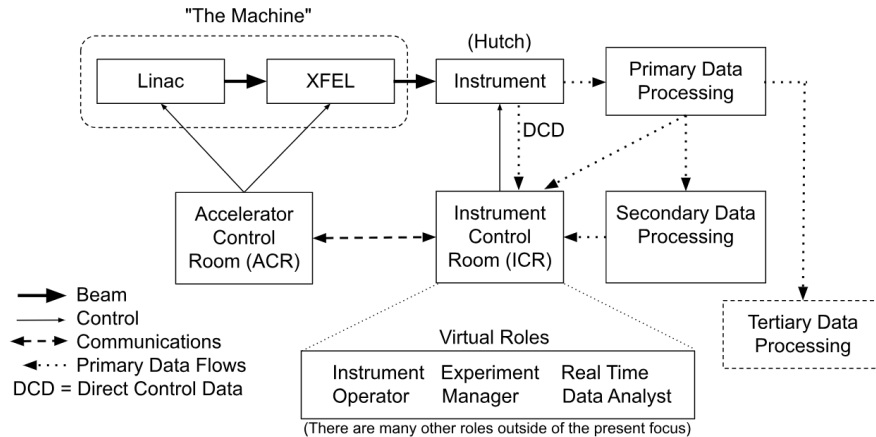 "The Machine"
(Hutch)
Linac
XFEL
Instrument
Primary Data
Processing
DCD
Accelerator
Control
Room (ACR)
Instrument
Control
Room (ICR)
Secondary Data
Processing
Beam
Control
Communications
Primary Data Flows
DCD = Direct Control Data
Tertiary Data
Processing
Virtual Roles
Instrument
Operator
Experiment
Manager
Real Time
Data Analyst
(There are many other roles outside of the present focus)